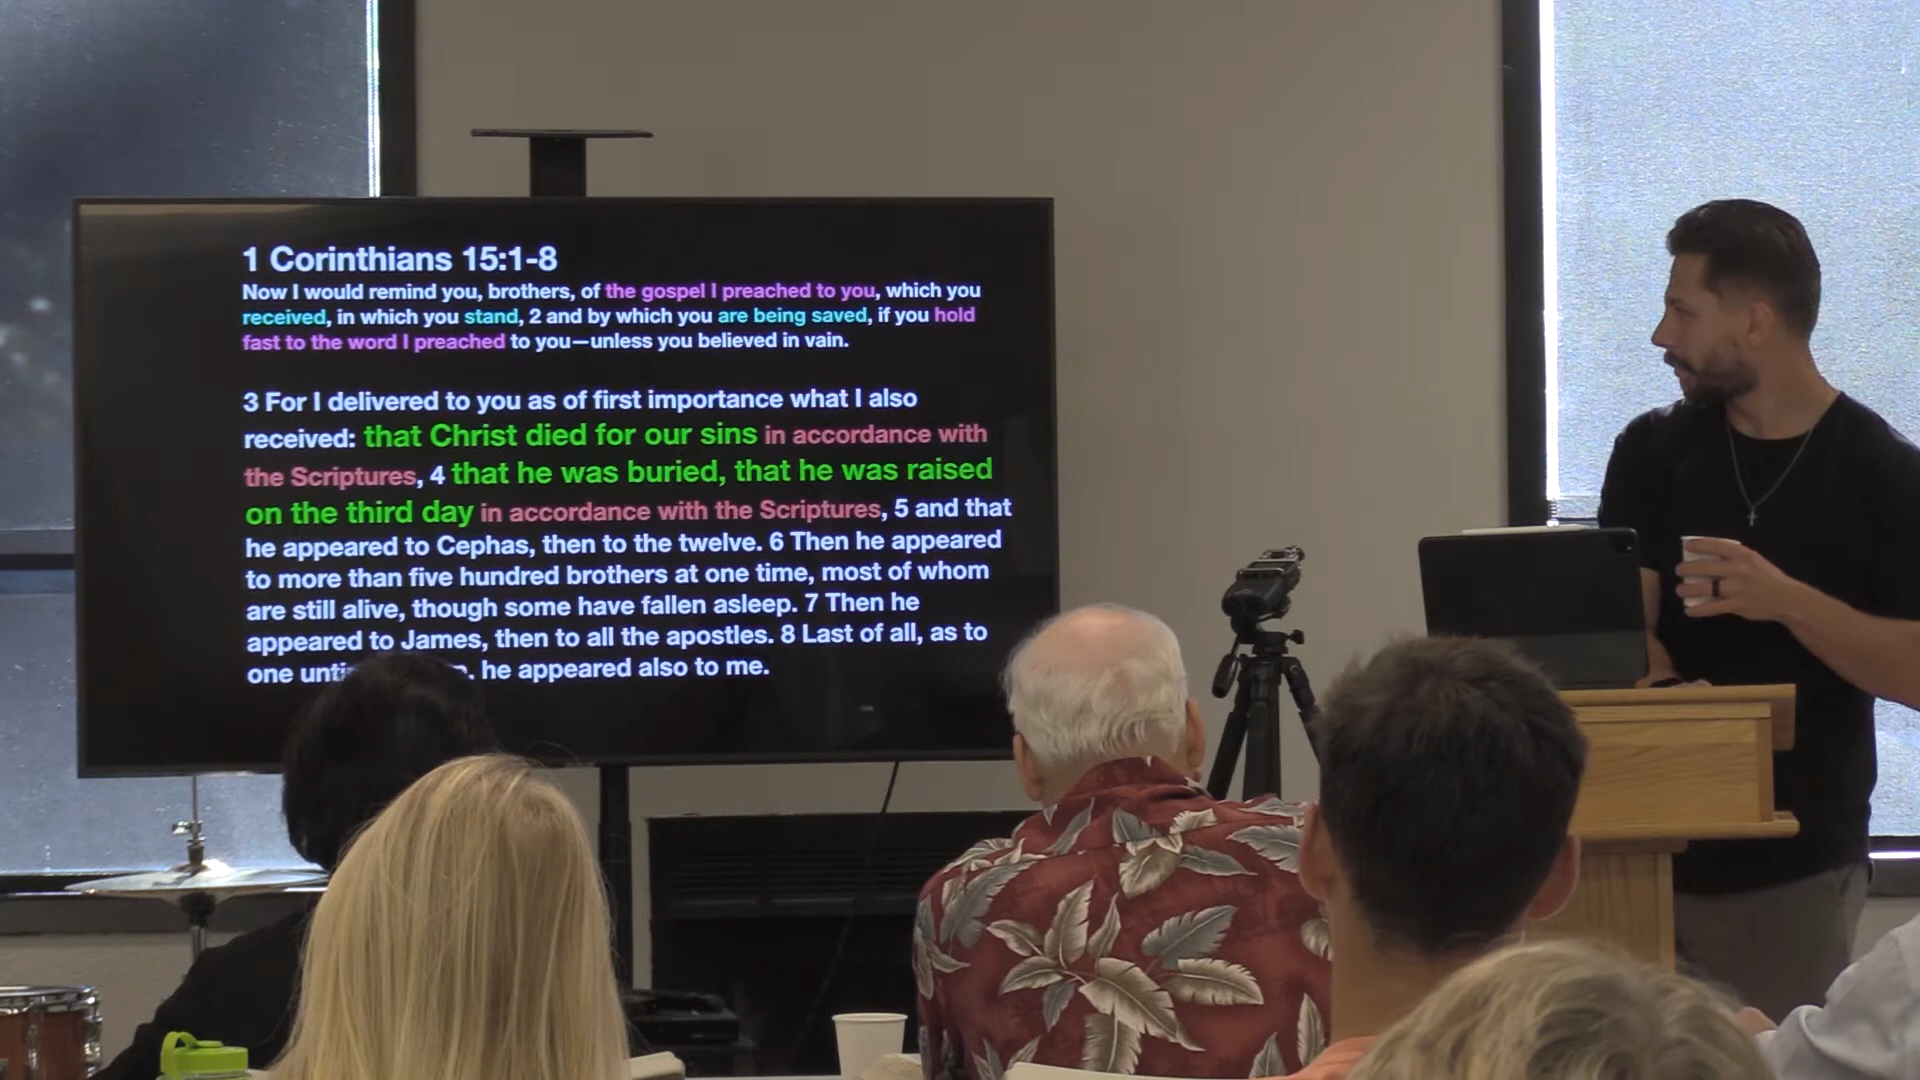 1 Corinthians 15:1-8
Now I would remind you, brothers, of the gospel I preached to you, which you
received, in which you stand, 2 and by which you are being saved, if you hold
fast to the word I preached to you—unless you believed in vain.
3 For I delivered to you as of first importance what I also
received: that Christ died for our sins in accordance with
the Scriptures, 4 that he was buried, that he was raised
on the third day in accordance with the Scriptures, 5 and that
he appeared to Cephas, then to the twelve. 6 Then he appeared
to more than five hundred brothers at one time, most of whom
are still alive, though some have fallen asleep. 7 Then he
appeared to James, then to all the apostles. 8 Last of all, as to
one he appeared also to me.